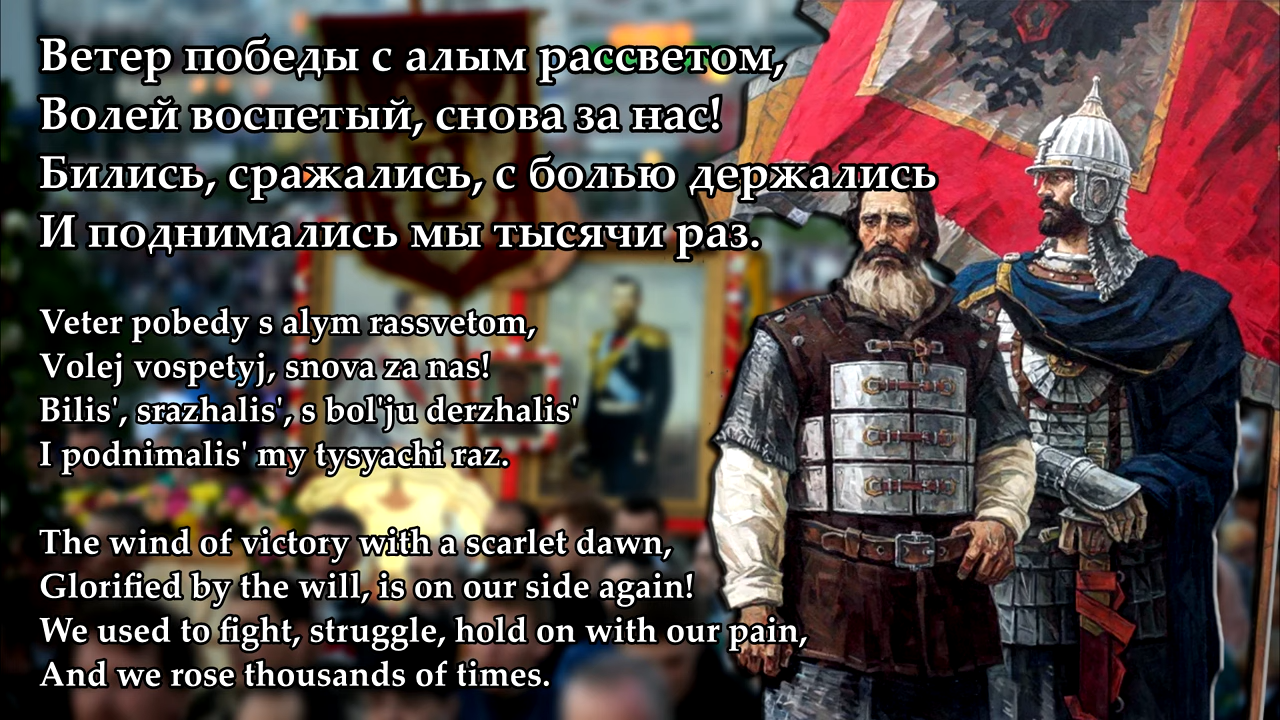 Ветер победы с алым рассветом,
Волей воспетый, снова за нас!
Бились, сражались, с болью держались
И поднимались мы тысячи раз.
Veter pobedy s alym rassvetom,
Volej vospetyj, snova za nas!
Bilis', srazhalis', s bol'ju derzhalis'
I podnimalis' my tysyachi raz.
The wind of victory with a scarlet dawn,
Glorified by the will, is on our side again!
We used to fight, struggle, hold on with our pain,
And we rose thousands of times.